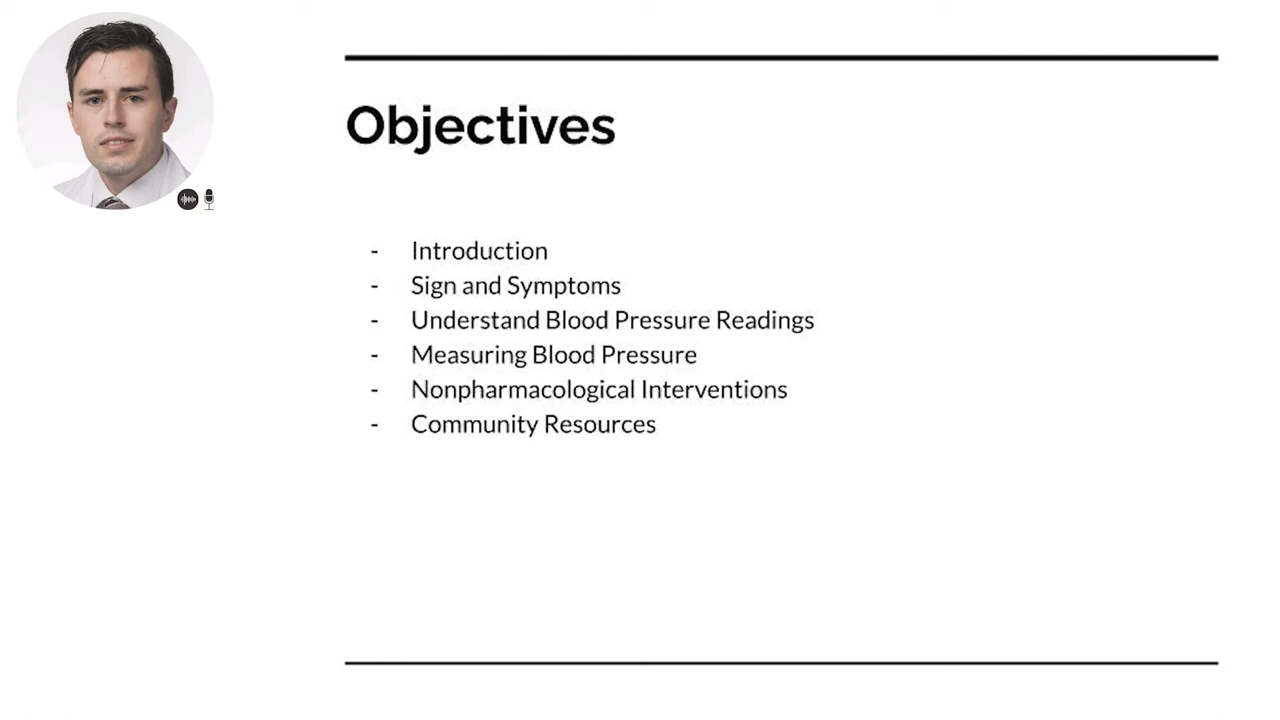 Objectives
- Introduction
- Sign and Symptoms
- Understand Blood Pressure Readings
- Measuring Blood Pressure
- Nonpharmacological Interventions
- Community Resources